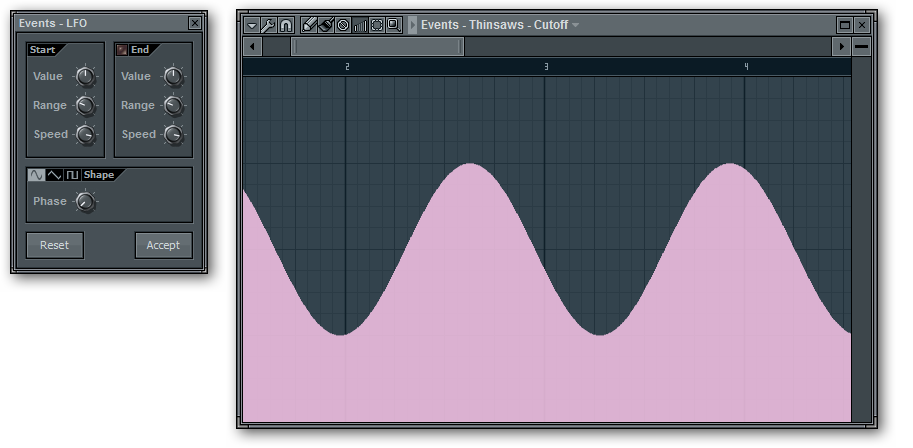 Events - LFO
Start
End
Value
Value
Range
Range
Speed
Speed
Shape
Phase
Reset
Accept
Events - Thinsaws - Cutoff
2
3
4